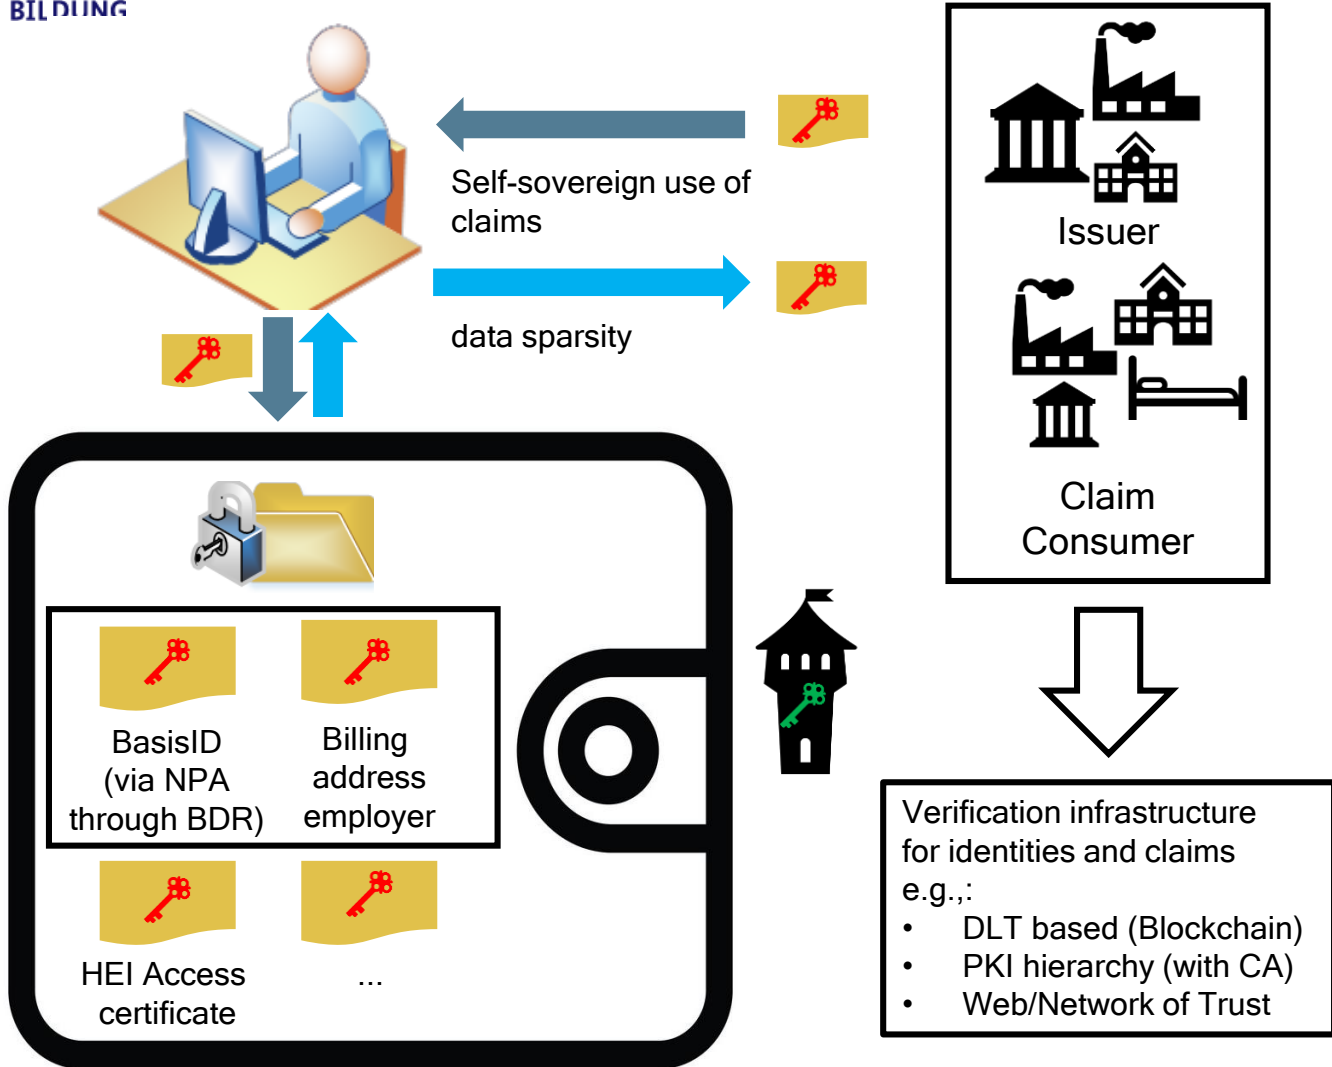 BILDUNG
Self-sovereign use of
claims
data sparsity
Issuer
Claim
Consumer
BasisID
(via NPA
through BDR)
Billing
address
employer
HEI Access
certificate
...
Verification infrastructure
for identities and claims
e.g.,:
• DLT based (Blockchain)
• PKI hierarchy (with CA)
• Web/Network of Trust